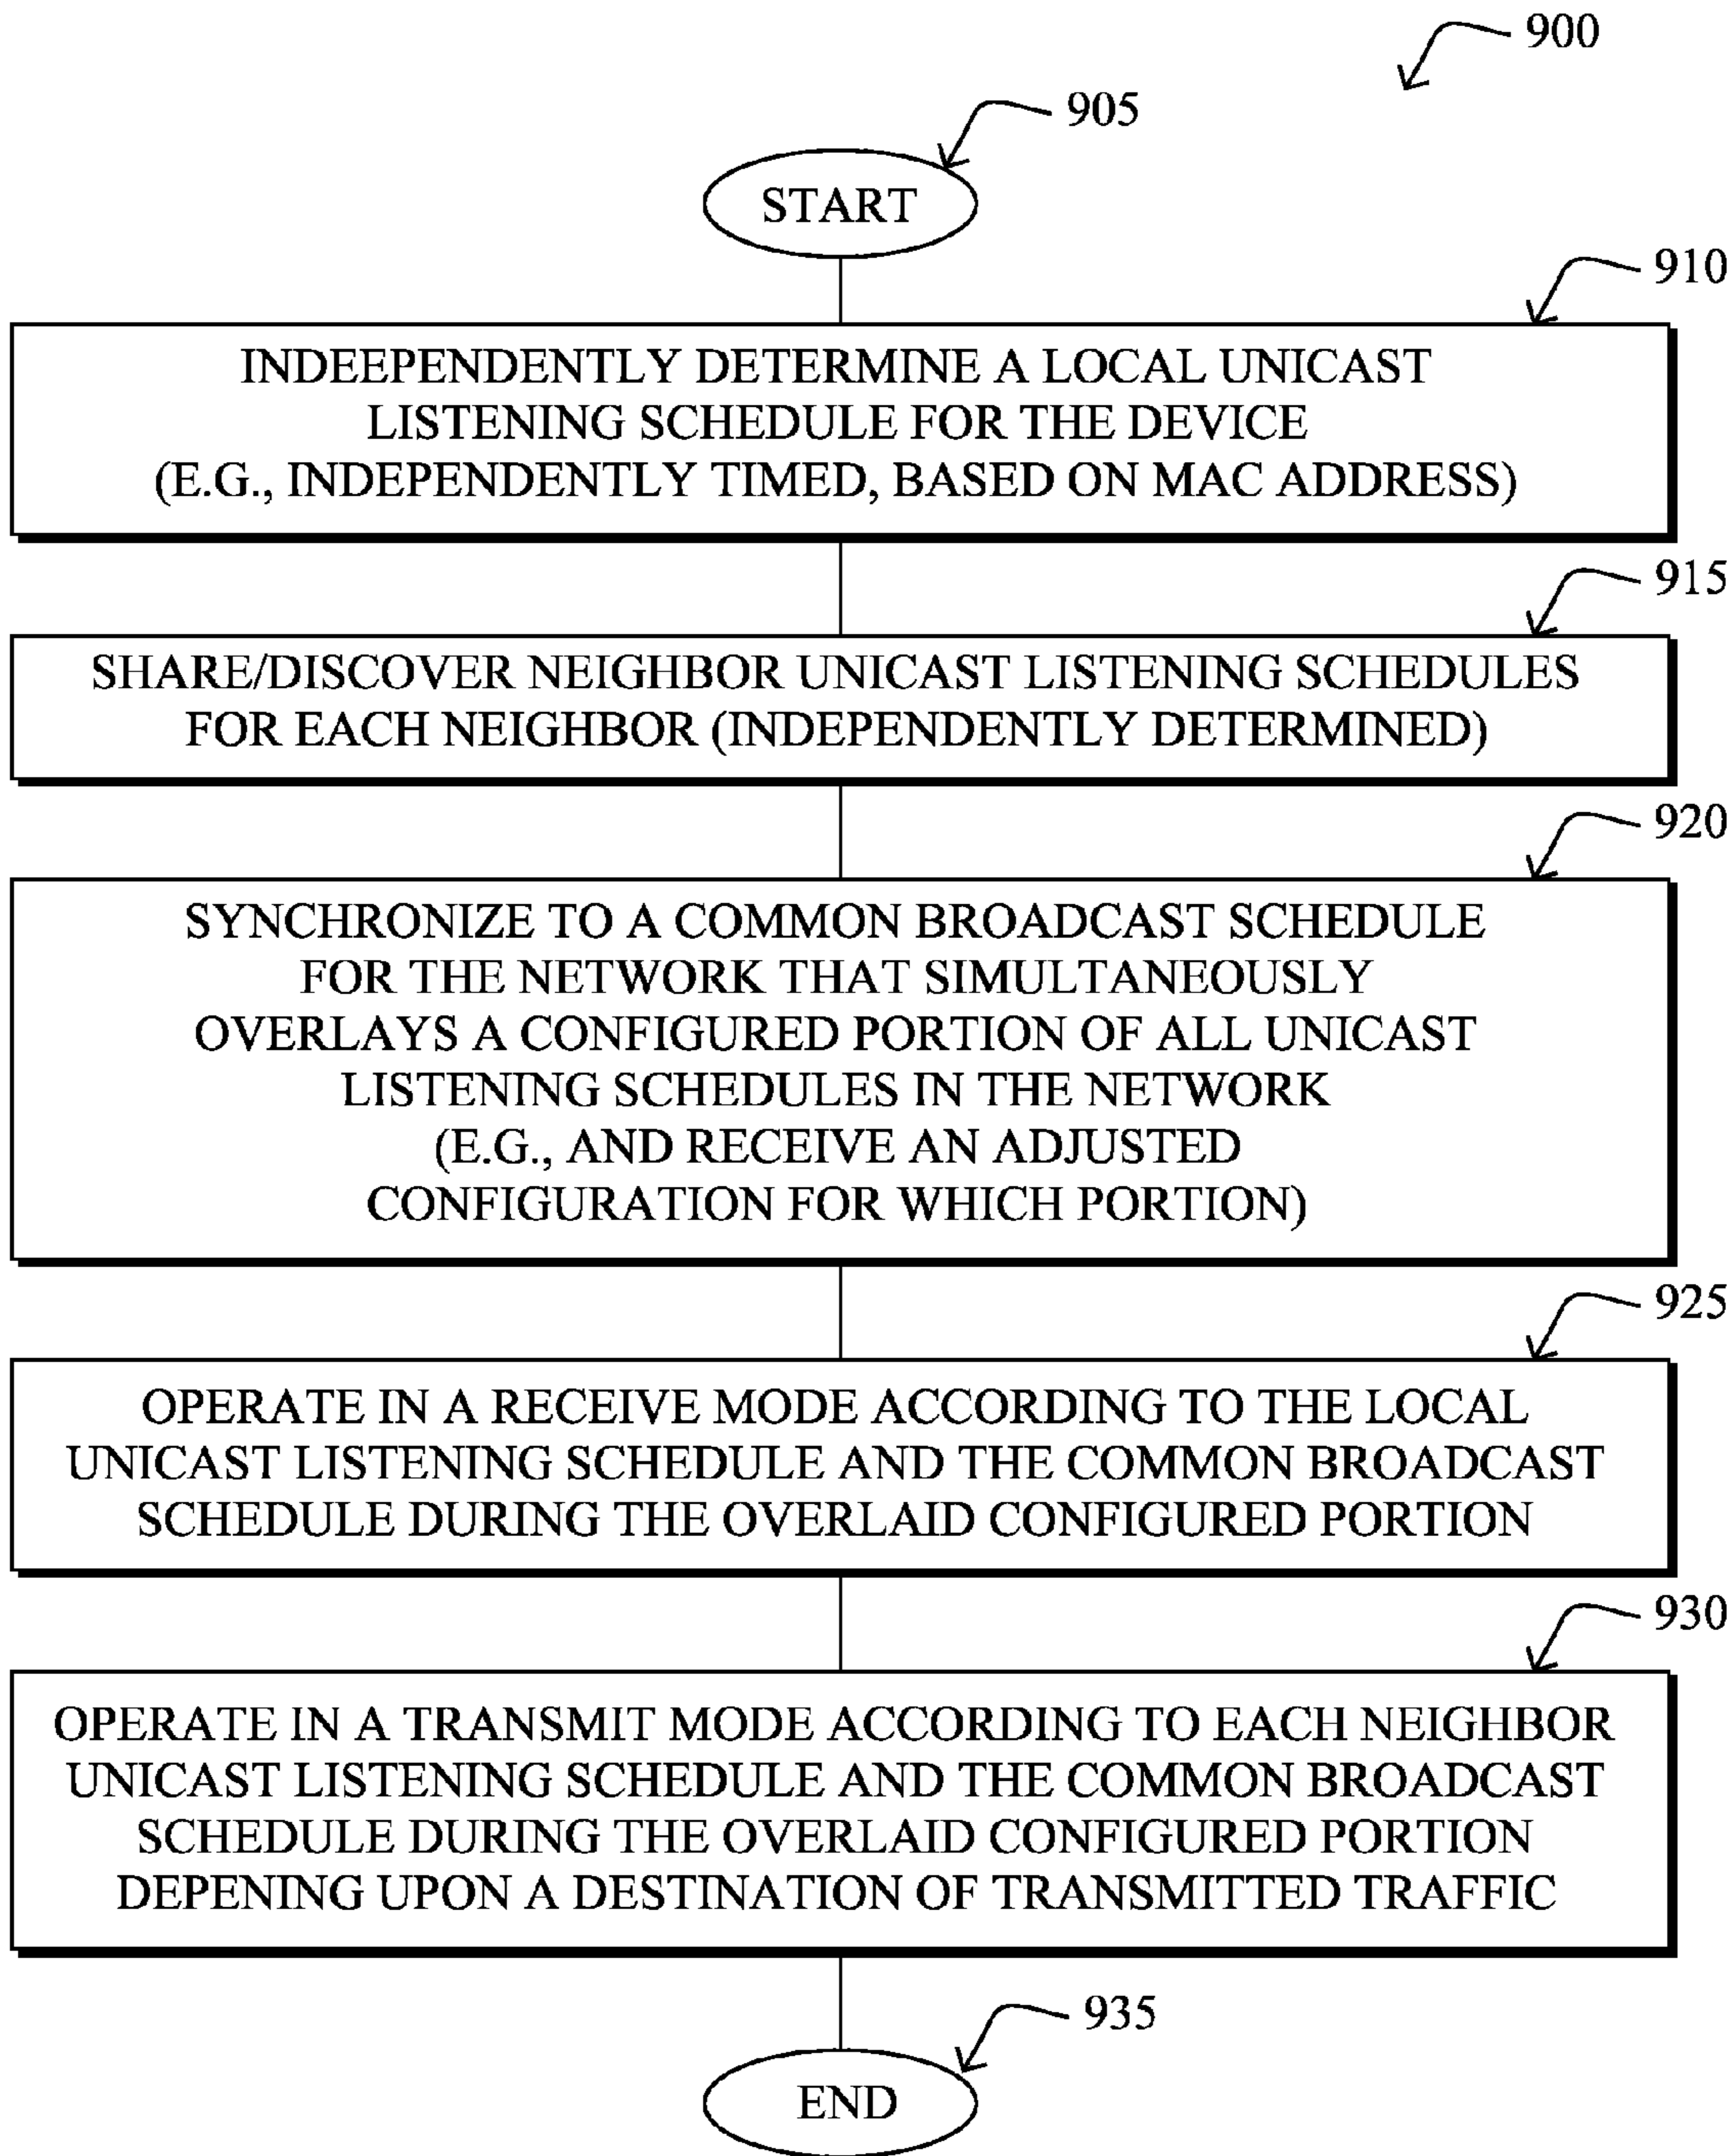 900
905
START
910
INDEEPENDENTLY DETERMINE A LOCAL UNICAST
LISTENING SCHEDULE FOR THE DEVICE
(E.G., INDEPENDENTLY TIMED, BASED ON MAC ADDRESS)
915
SHARE/DISCOVER NEIGHBOR UNICAST LISTENING SCHEDULES
FOR EACH NEIGHBOR (INDEPENDENTLY DETERMINED)
920
SYNCHRONIZE TO A COMMON BROADCAST SCHEDULE
FOR THE NETWORK THAT SIMULTANEOUSLY
OVERLAYS A CONFIGURED PORTION OF ALL UNICAST
LISTENING SCHEDULES IN THE NETWORK
(E.G., AND RECEIVE AN ADJUSTED
CONFIGURATION FOR WHICH PORTION)
925
OPERATE IN A RECEIVE MODE ACCORDING TO THE LOCAL
UNICAST LISTENING SCHEDULE AND THE COMMON BROADCAST
SCHEDULE DURING THE OVERLAID CONFIGURED PORTION
930
OPERATE IN A TRANSMIT MODE ACCORDING TO EACH NEIGHBOR
UNICAST LISTENING SCHEDULE AND THE COMMON BROADCAST
SCHEDULE DURING THE OVERLAID CONFIGURED PORTION
DEPENING UPON A DESTINATION OF TRANSMITTED TRAFFIC
935
END